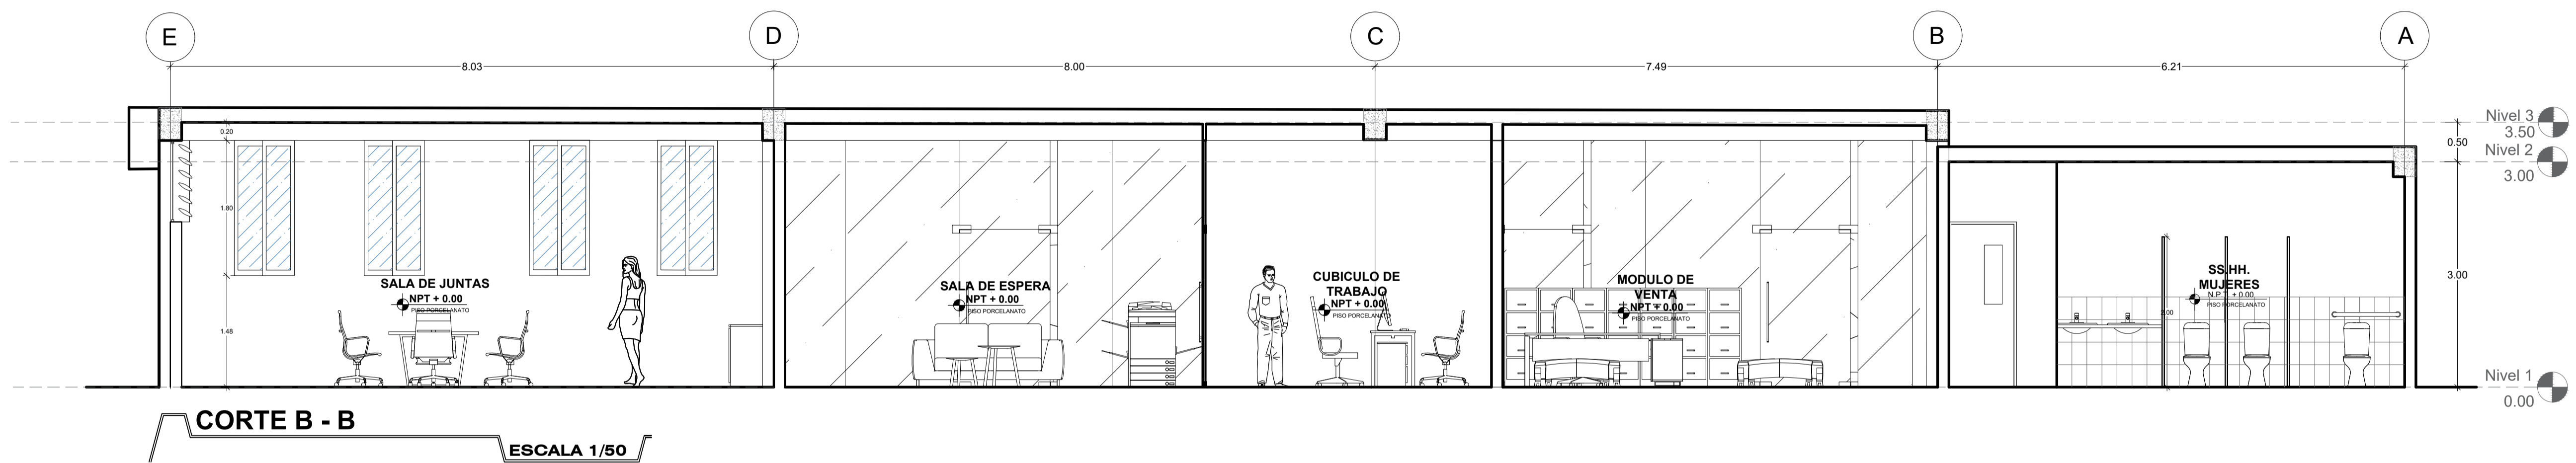 E
D
C
B
A
8.03
8.00
7.49
6.21
0.20
1.80
1.48
Nivel 3
3.50
0.50
Nivel 2
3.00
3.00
Nivel 1
0.00
SALA DE JUNTAS
NPT + 0.00
PISO PORCELANATO
SALA DE ESPERA
NPT + 0.00
PISO PORCELANATO
CUBICULO DE
TRABAJO
NPT + 0.00
PISO PORCELANATO
MODULO DE
VENTA
NPT + 0.00
PISO PORCELANATO
SS.HH.
MUJERES
N.P.T. + 0.00
PISO PORCELANATO
2.00
CORTE B - B
ESCALA 1/50